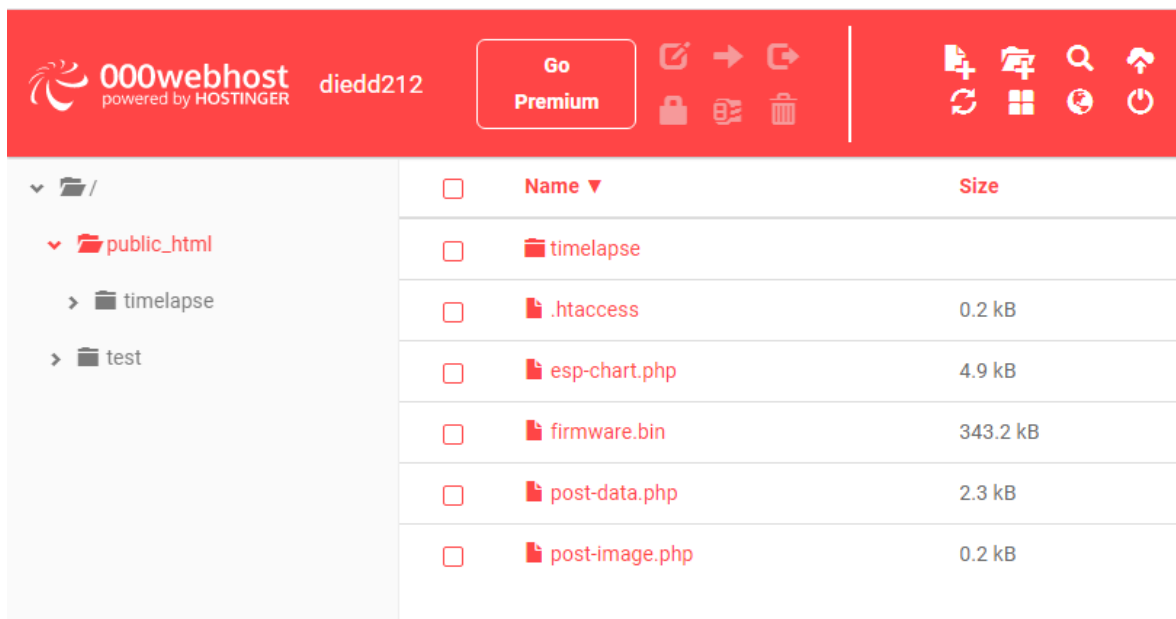 000webhost
powered by HOSTINGER
diedd212
Go
Premium
/
public_html
timelapse
test
Name ▼
Size
timelapse
.htaccess 0.2 kB
esp-chart.php 4.9 kB
firmware.bin 343.2 kB
post-data.php 2.3 kB
post-image.php 0.2 kB